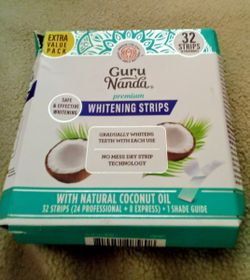 EXTRA
VALUE
PACK
32
STRIPS
Guru
Nanda
premium
WHITENING STRIPS
SAFE
& EFFECTIVE
WHITENING
GRADUALLY WHITENS
TEETH WITH EACH USE
NO MESS DRY STRIP
TECHNOLOGY
WITH NATURAL COCONUT OIL
32 STRIPS (24 PROFESSIONAL + 8 EXPRESS) • 1 SHADE GUIDE